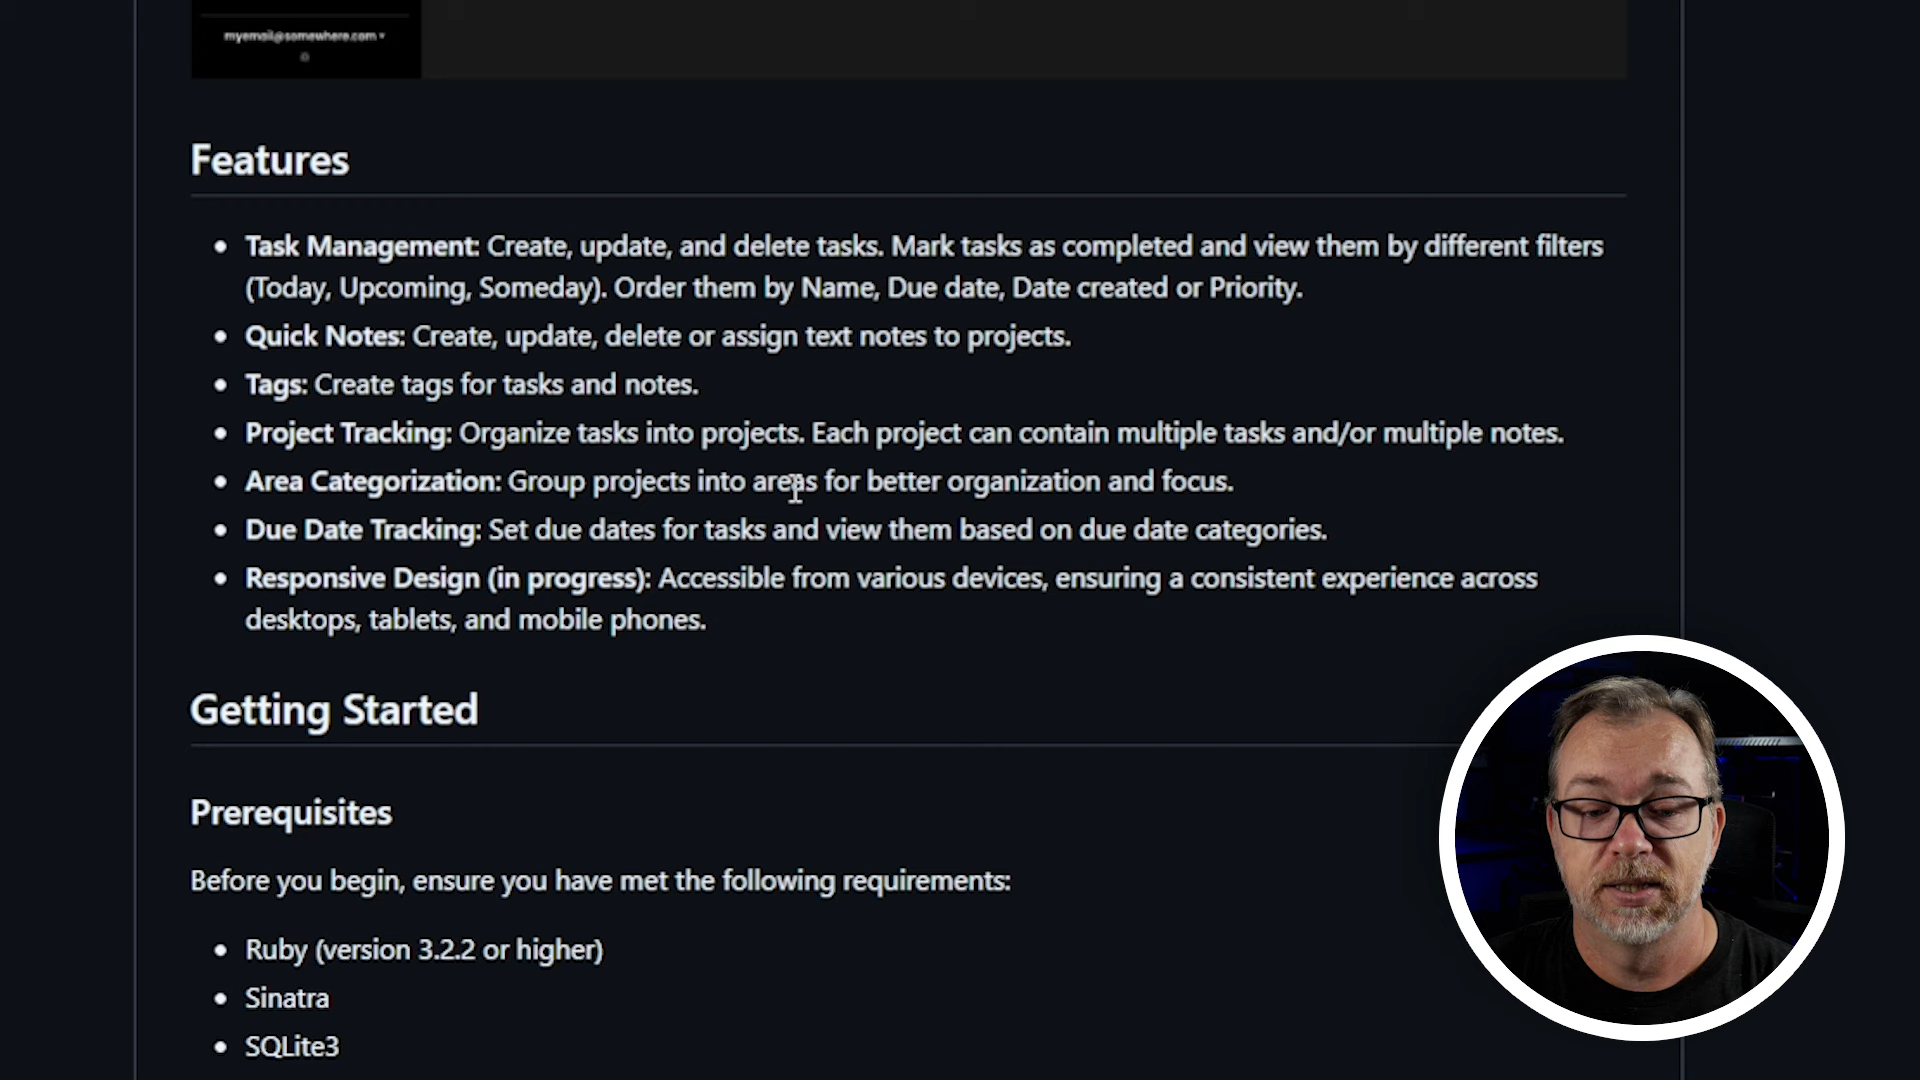 myemail@somewhere.com
Features
Task Management: Create, update, and delete tasks. Mark tasks as completed and view them by different filters
(Today, Upcoming, Someday). Order them by Name, Due date, Date created or Priority.
Quick Notes: Create, update, delete or assign text notes to projects.
Tags: Create tags for tasks and notes.
Project Tracking: Organize tasks into projects. Each project can contain multiple tasks and/or multiple notes.
Area Categorization: Group projects into areas for better organization and focus.
Due Date Tracking: Set due dates for tasks and view them based on due date categories.
Responsive Design (in progress): Accessible from various devices, ensuring a consistent experience across
desktops, tablets, and mobile phones.
Getting Started
Prerequisites
Before you begin, ensure you have met the following requirements:
Ruby (version 3.2.2 or higher)
Sinatra
SQLite3